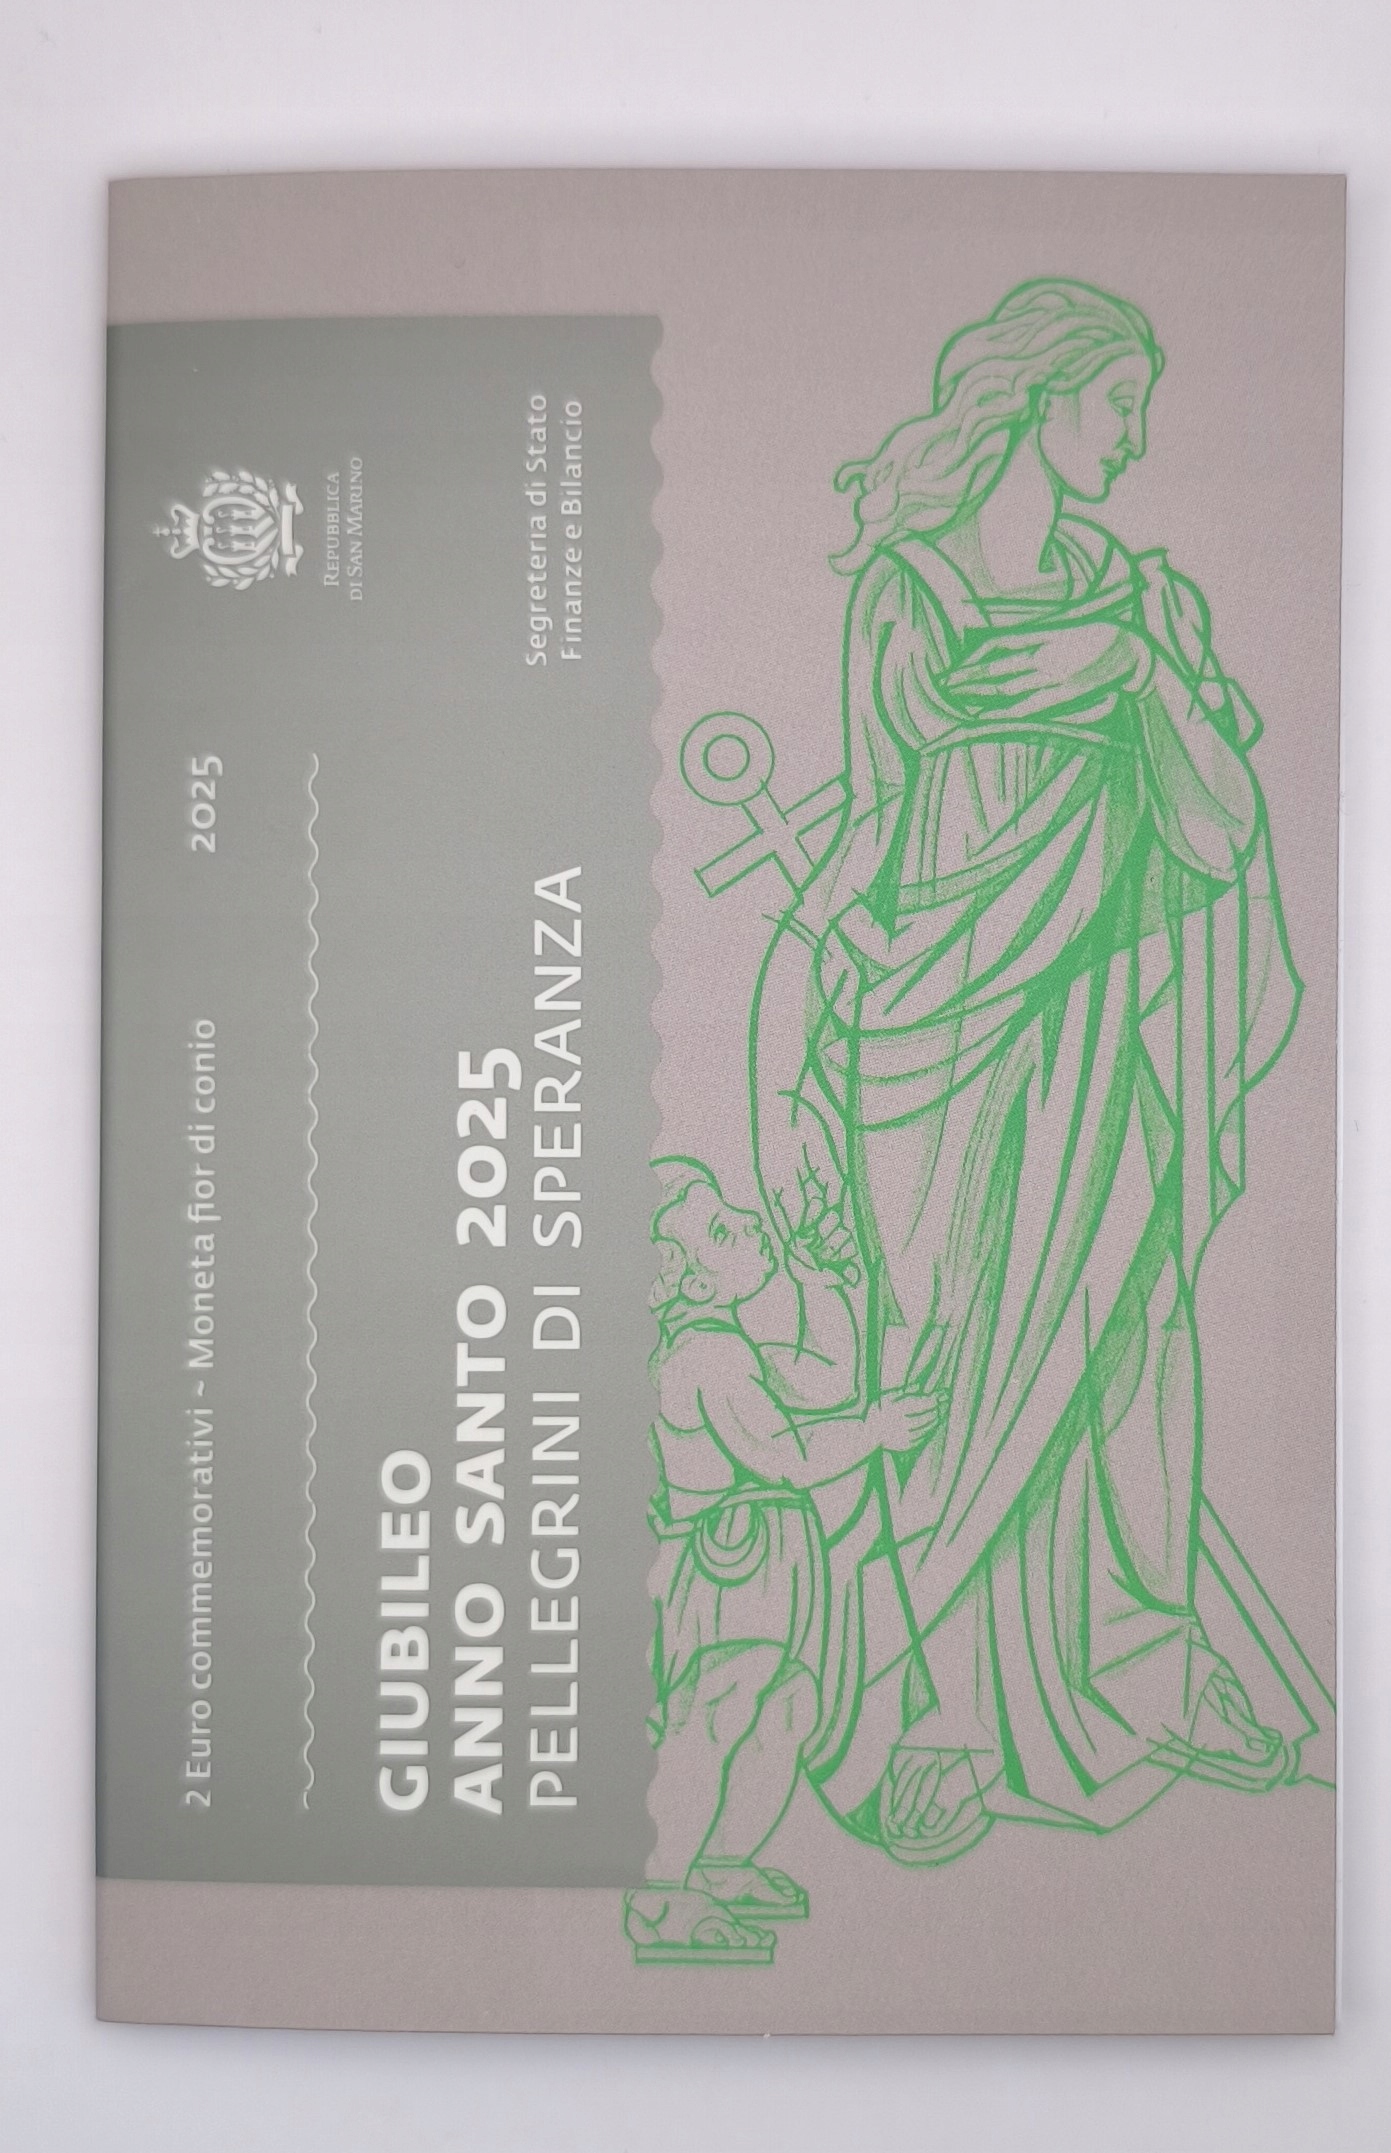 2 Euro commemorativi ~ Moneta fior di conio 2025
REPUBBLICA
DI SAN MARINO
GIUBILEO
ANNO SANTO 2025
PELLEGRINI DI SPERANZA
Segreteria di Stato
Finanze e Bilancio